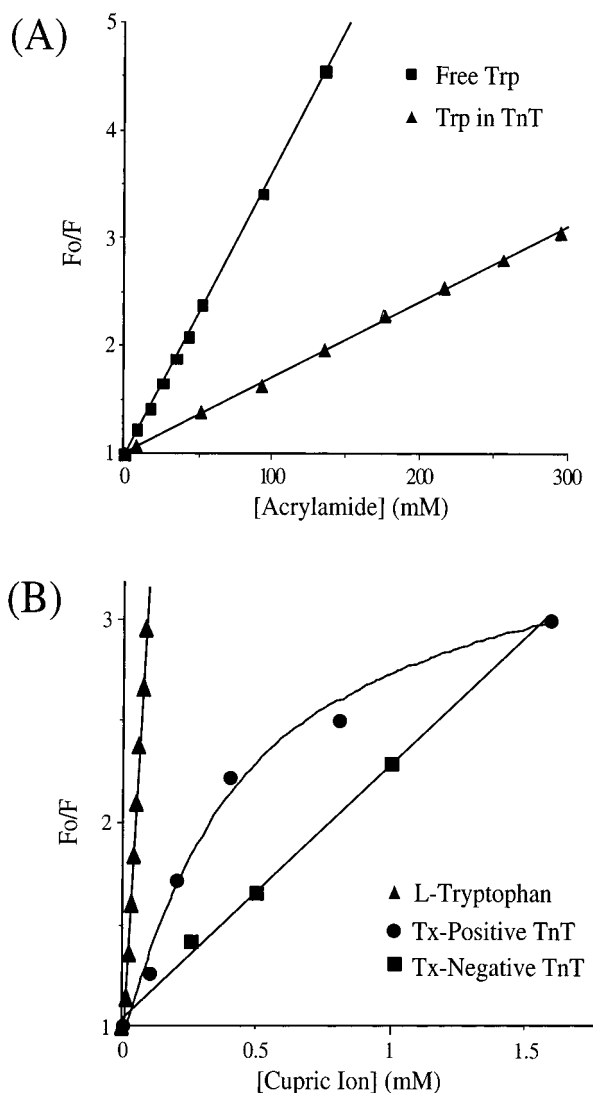 (A)
5
4
3
2
1
Fo/F
Free Trp
Trp in TnT
0
100
200
300
[Acrylamide] (mM)
(B)
3
2
1
Fo/F
L-Tryptophan
Tx-Positive TnT
Tx-Negative TnT
0
0.5
1
1.5
[Cupric Ion] (mM)